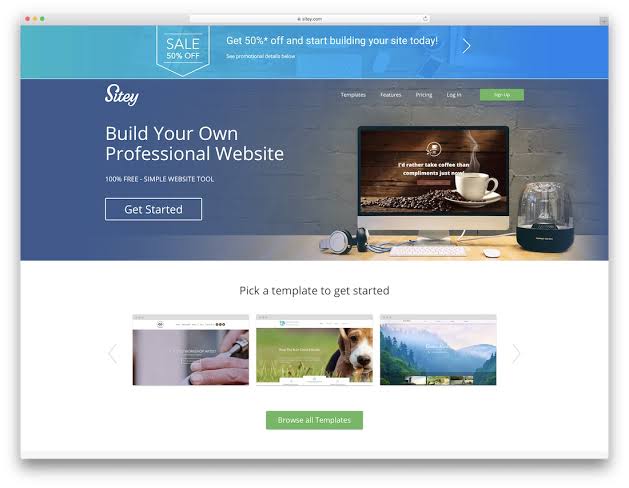 sitey.com
SALE
50% OFF
Get 50%* off and start building your site today!
See promotional details below
Sitey
Templates
Features
Pricing
Log In
Sign Up
Build Your Own
Professional Website
100% FREE - SIMPLE WEBSITE TOOL
Get Started
I'd rather take coffee than
compliments just now!
Pick a template to get started
Browse all Templates